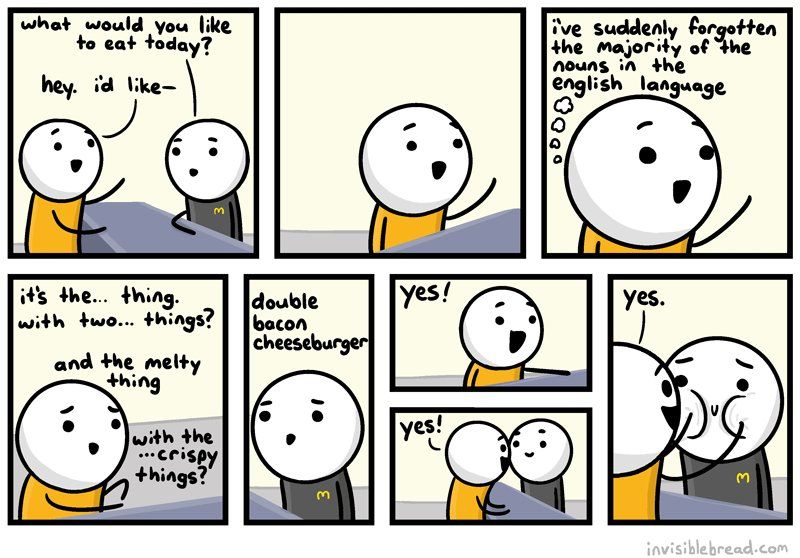 what would you like
to eat today?
hey. i'd like—
i've suddenly forgotten
the majority of the
nouns in the
english language
it's the... thing.
with two... things?
and the melty
thing
with the
...crispy
things?
double
bacon
cheeseburger
yes!
yes!
yes.
invisiblebread.com